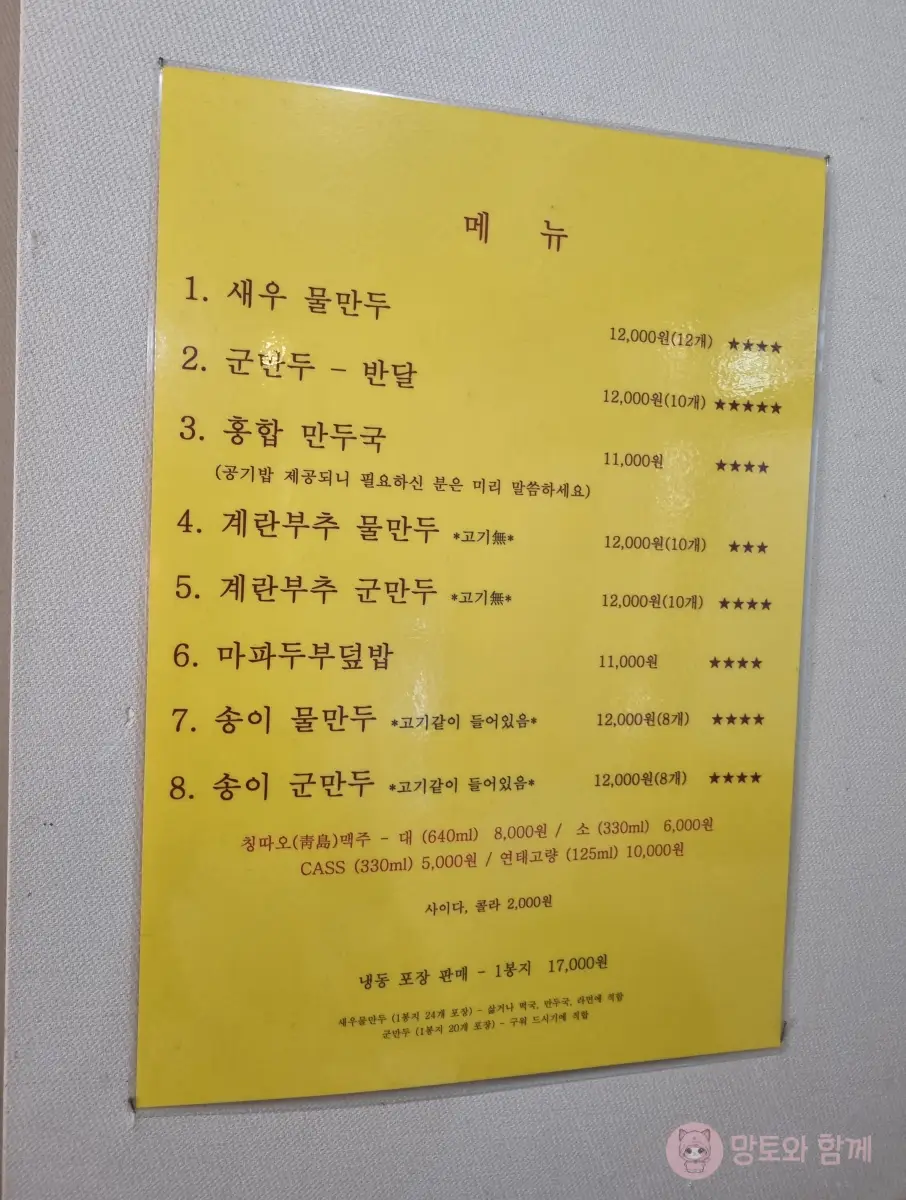 메 뉴
1. 새우 물만두 12,000원(12개) ★★★★
2. 군만두 - 반달 12,000원(10개) ★★★★★
3. 홍합 만두국 11,000원 ★★★★
(공기밥 제공되니 필요하신 분은 미리 말씀하세요)
4. 계란부추 물만두 *고기無* 12,000원(10개) ★★★
5. 계란부추 군만두 *고기無* 12,000원(10개) ★★★★
6. 마파두부덮밥 11,000원 ★★★★
7. 송이 물만두 *고기같이 들어있음* 12,000원(8개) ★★★★
8. 송이 군만두 *고기같이 들어있음* 12,000원(8개) ★★★★
칭따오(靑島)맥주 - 대 (640ml) 8,000원 / 소 (330ml) 6,000원
CASS (330ml) 5,000원 / 연태고량 (125ml) 10,000원
사이다, 콜라 2,000원
냉동 포장 판매 - 1봉지 17,000원
새우물만두 (1봉지 24개 포장) - 삶거나 떡국, 만두국, 라면에 적합
군만두 (1봉지 20개 포장) - 구워 드시기에 적합
망토와 함께